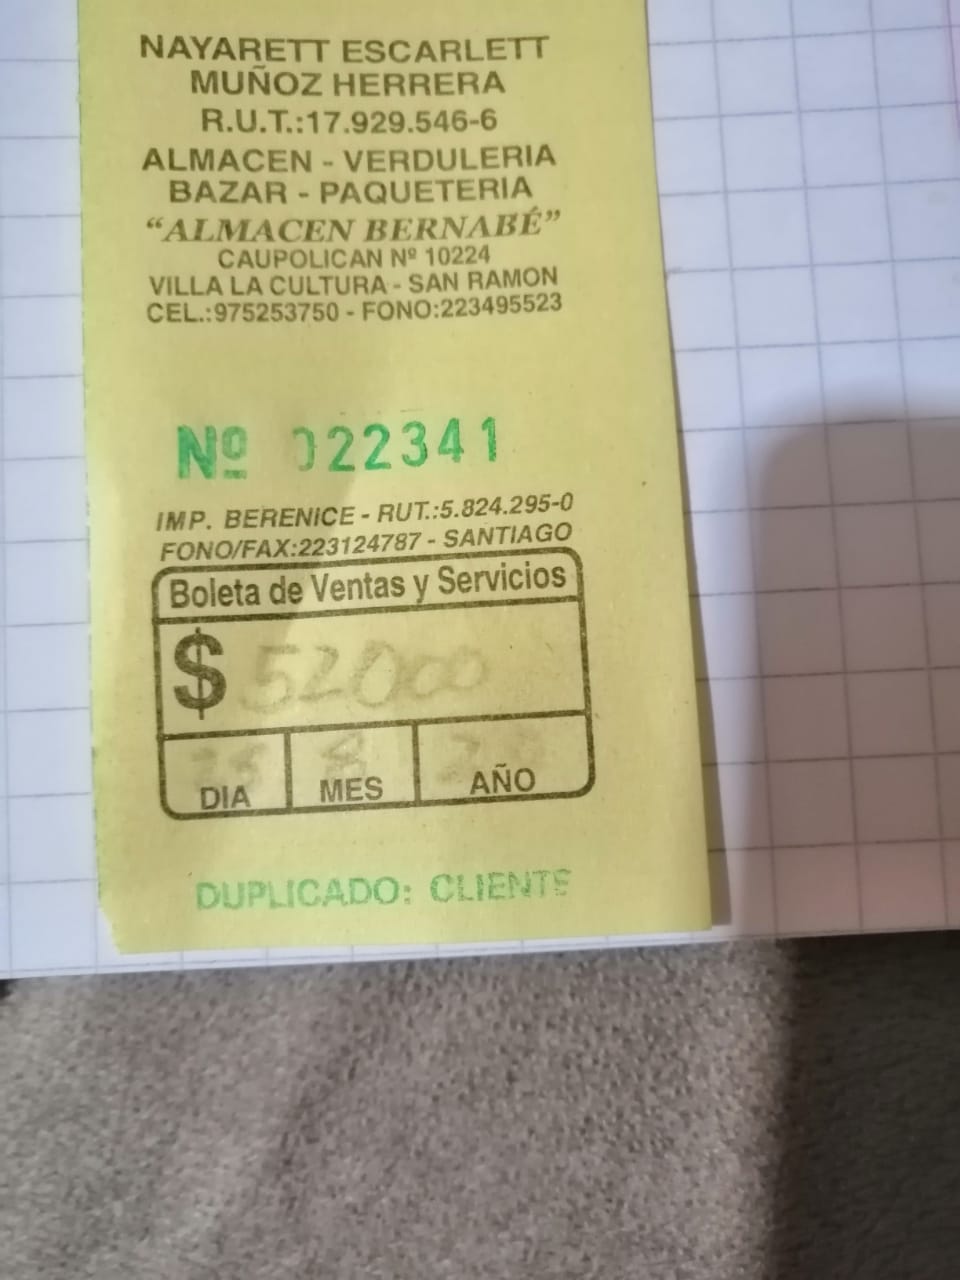 NAYARETT ESCARLETT
MUÑOZ HERRERA
R.U.T.:17.929.546-6
ALMACEN - VERDULERIA
BAZAR - PAQUETERIA
“ALMACEN BERNABÉ”
CAUPOLICAN Nº 10224
VILLA LA CULTURA - SAN RAMON
CEL.:975253750 - FONO:223495523
Nº 022341
IMP. BERENICE - RUT.:5.824.295-0
FONO/FAX:223124787 - SANTIAGO
Boleta de Ventas y Servicios
$ 52000
DIA MES AÑO
DUPLICADO: CLIENTE